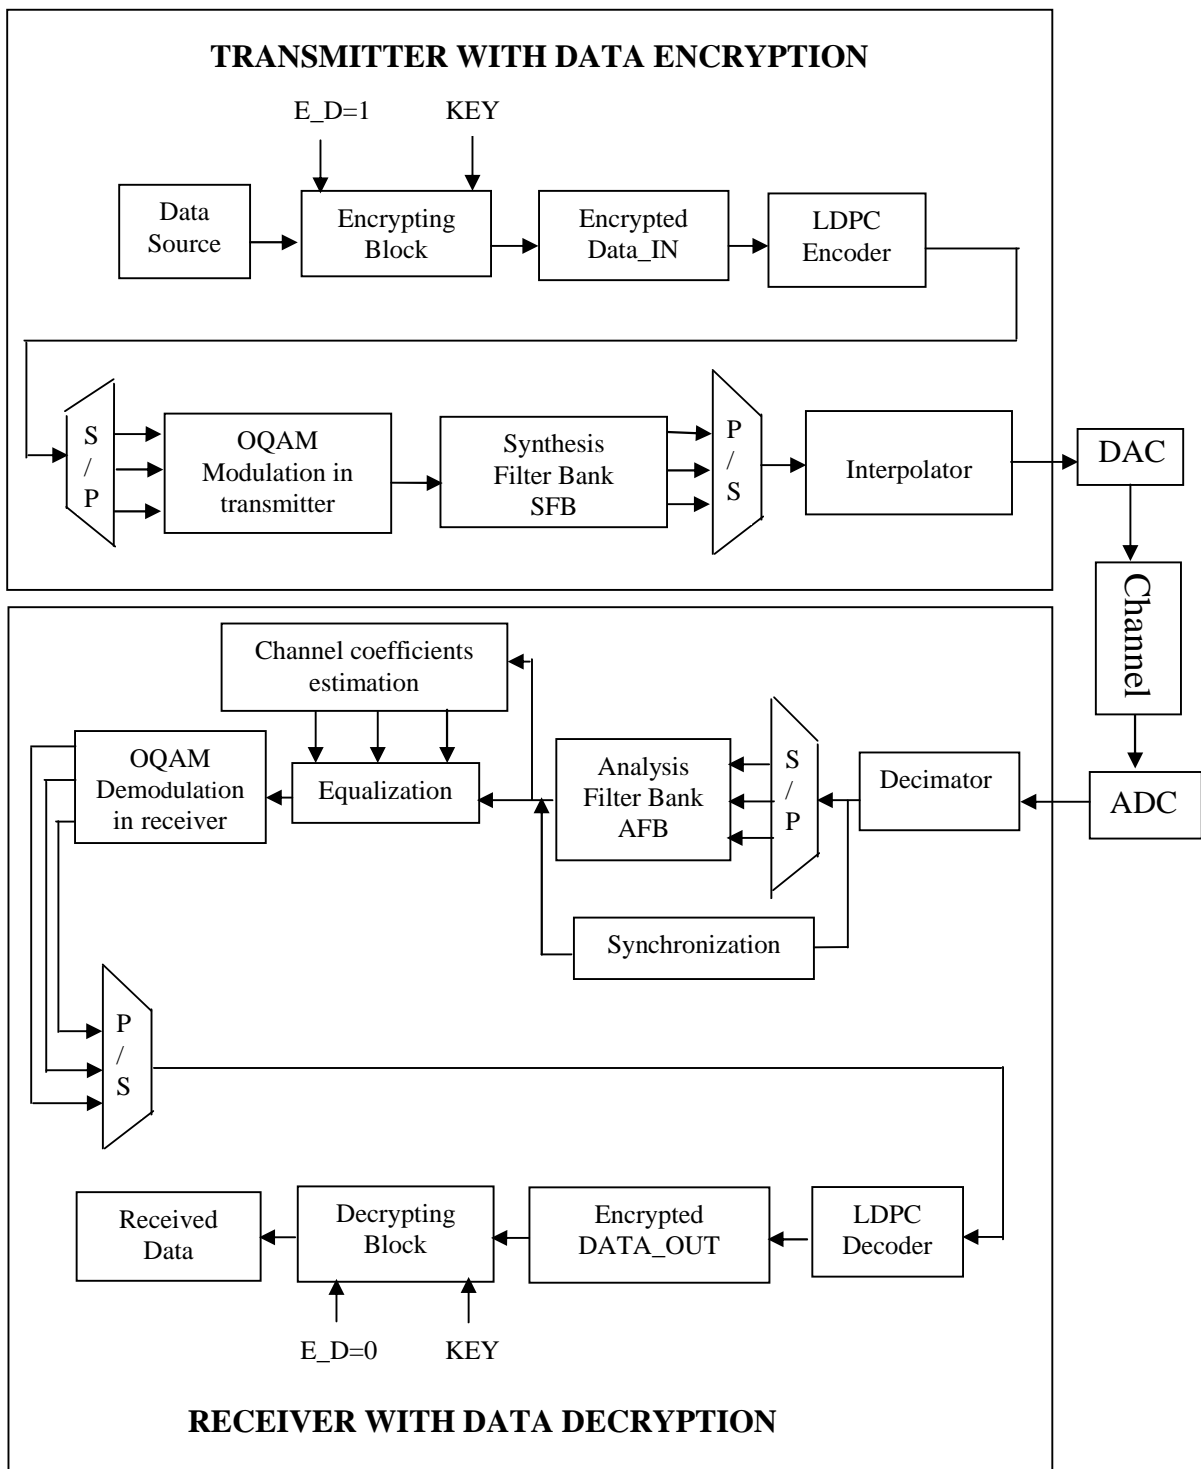 TRANSMITTER WITH DATA ENCRYPTION
E_D=1
KEY
Data
Source
Encrypting
Block
Encrypted
Data_IN
LDPC
Encoder
S
/
P
OQAM
Modulation in
transmitter
Synthesis
Filter Bank
SFB
P
/
S
Interpolator
DAC
Channel
ADC
Decimator
S
/
P
Analysis
Filter Bank
AFB
Synchronization
Channel coefficients
estimation
Equalization
OQAM
Demodulation
in receiver
P
/
S
LDPC
Decoder
Encrypted
DATA_OUT
Decrypting
Block
Received
Data
E_D=0
KEY
RECEIVER WITH DATA DECRYPTION